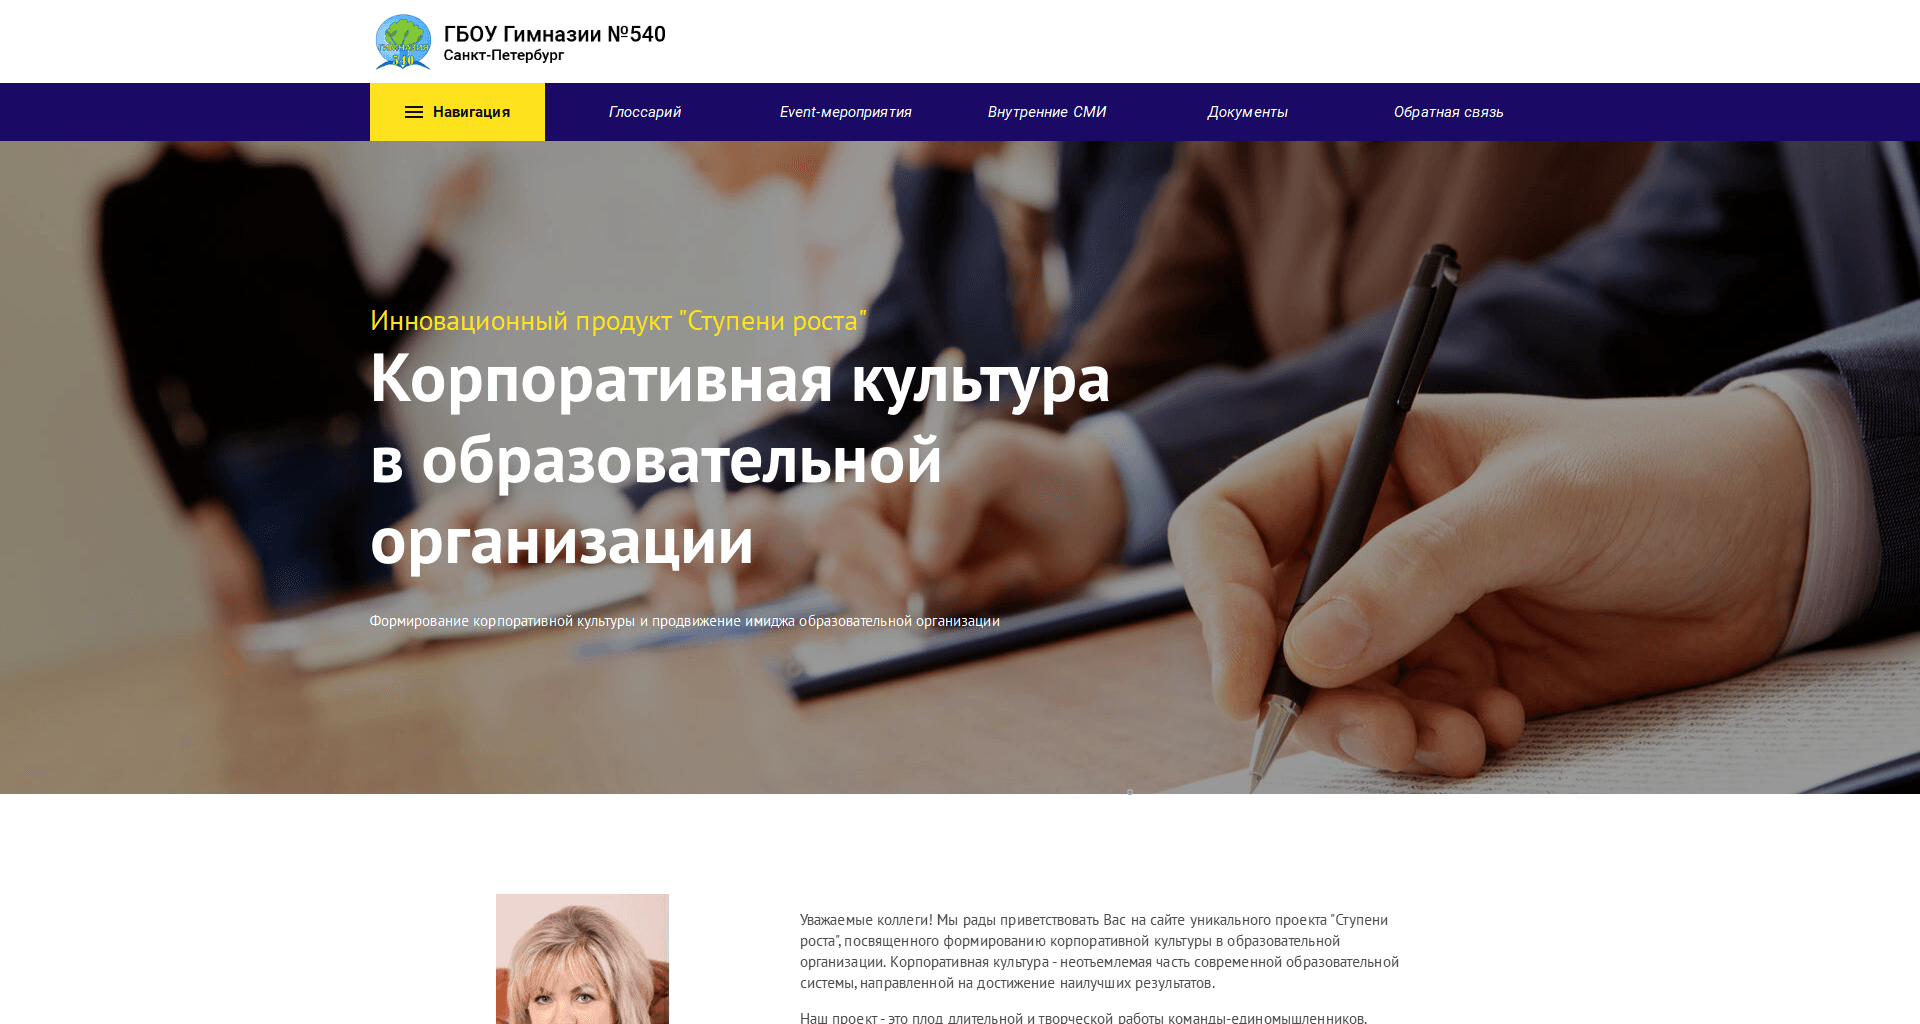 ГИМНАЗИЯ
540
ГБОУ Гимназии №540
Санкт-Петербург
Навигация
Глоссарий
Event-мероприятия
Внутренние СМИ
Документы
Обратная связь
Инновационный продукт "Ступени роста"
Корпоративная культура
в образовательной
организации
Формирование корпоративной культуры и продвижение имиджа образовательной организации
Уважаемые коллеги! Мы рады приветствовать Вас на сайте уникального проекта "Ступени
роста", посвященного формированию корпоративной культуры в образовательной
организации. Корпоративная культура - неотъемлемая часть современной образовательной
системы, направленной на достижение наилучших результатов.
Наш проект - это плод длительной и творческой работы команды-единомышленников.